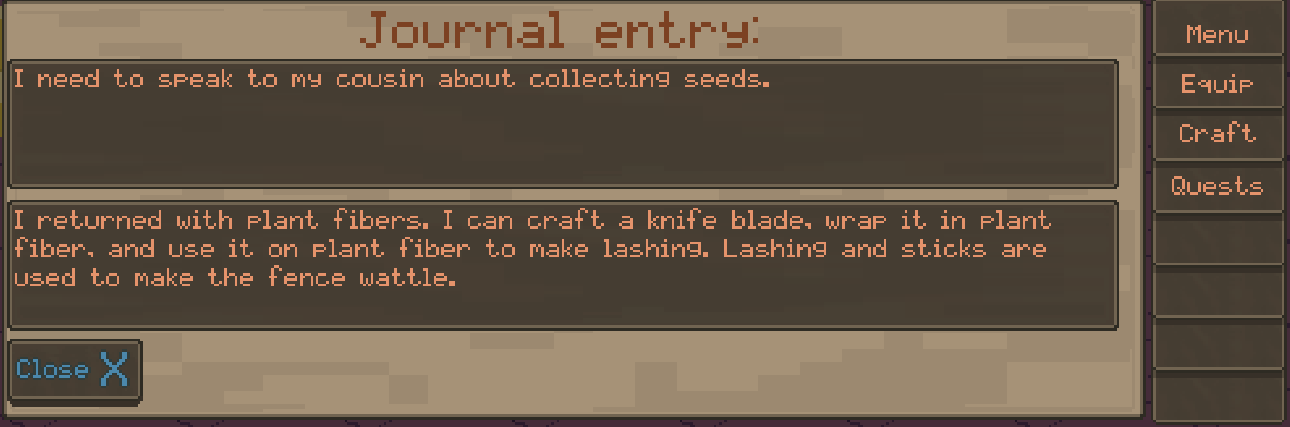 Journal entry:
I need to speak to my cousin about collecting seeds.
I returned with plant fibers. I can craft a knife blade, wrap it in plant
fiber, and use it on plant fiber to make lashing. Lashing and sticks are
used to make the fence wattle.
Close X
Menu
Equip
Craft
Quests